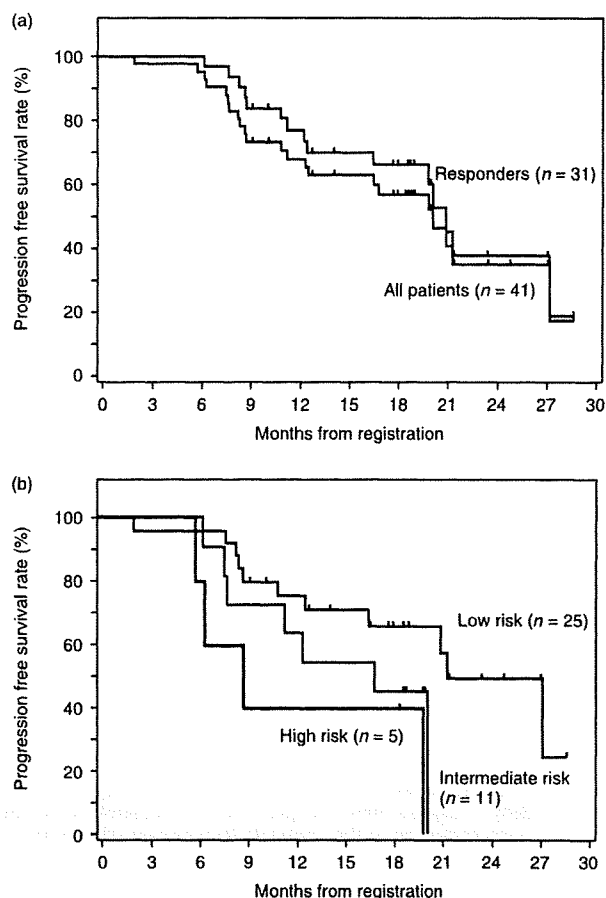 (a)
100
80
60
40
20
0
Progression free survival rate (%)
Responders (n = 31)
All patients (n = 41)
0 3 6 9 12 15 18 21 24 27 30
Months from registration
(b)
100
80
60
40
80
0
Progression free survival rate (%)
Low risk (n = 25)
High risk (n = 5)
Intermediate risk
(n = 11)
0 3 6 9 12 15 18 21 24 27 30
Months from registration